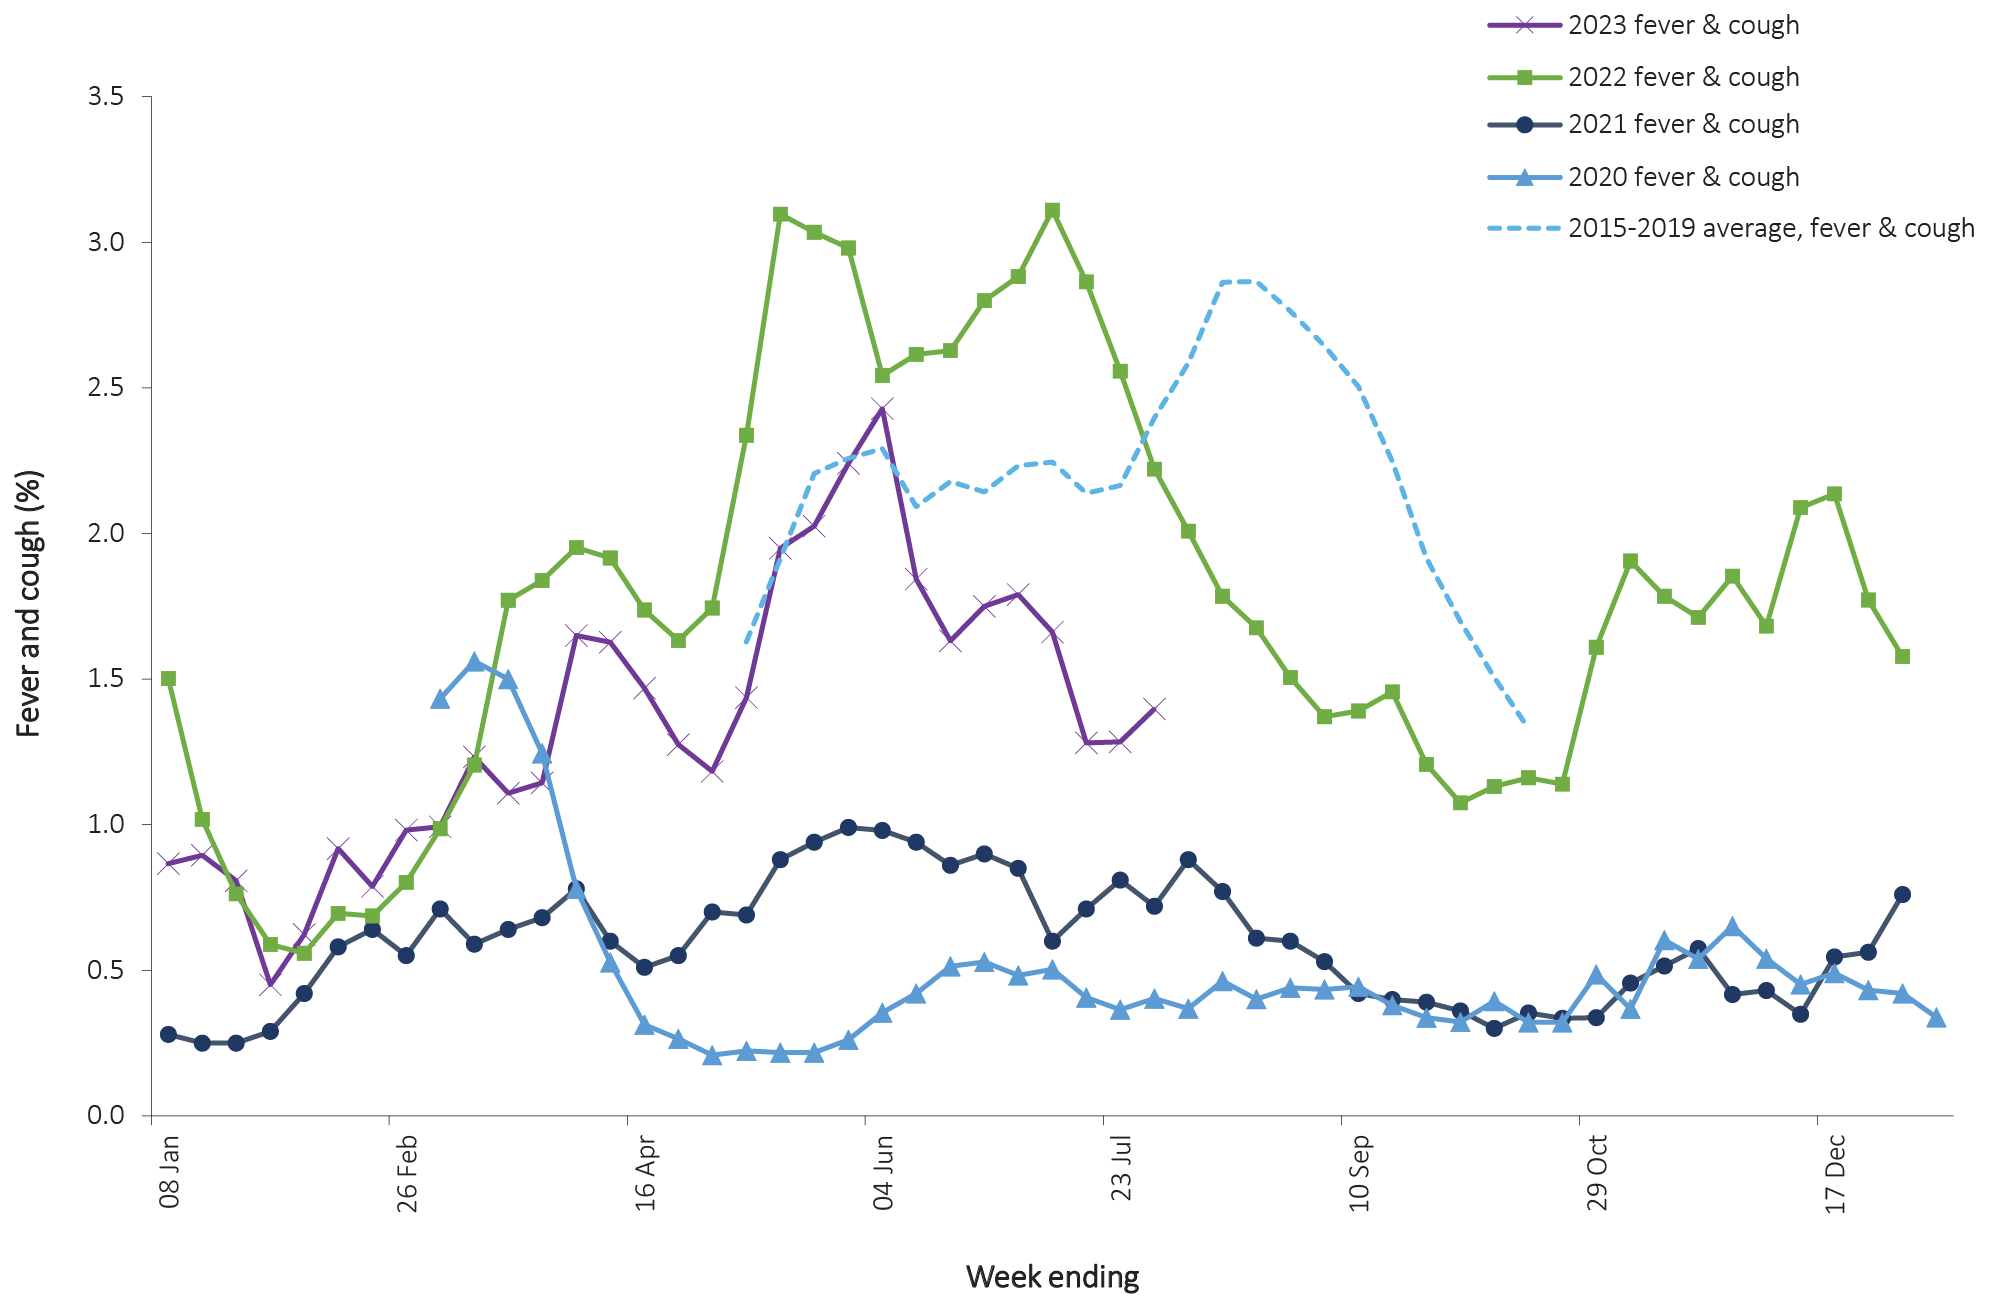 2023 fever & cough
2022 fever & cough
2021 fever & cough
2020 fever & cough
2015-2019 average, fever & cough
3.5
3.0
2.5
2.0
1.5
1.0
0.5
0.0
Fever and cough (%)
08 Jan
26 Feb
16 Apr
04 Jun
23 Jul
10 Sep
29 Oct
17 Dec
Week ending